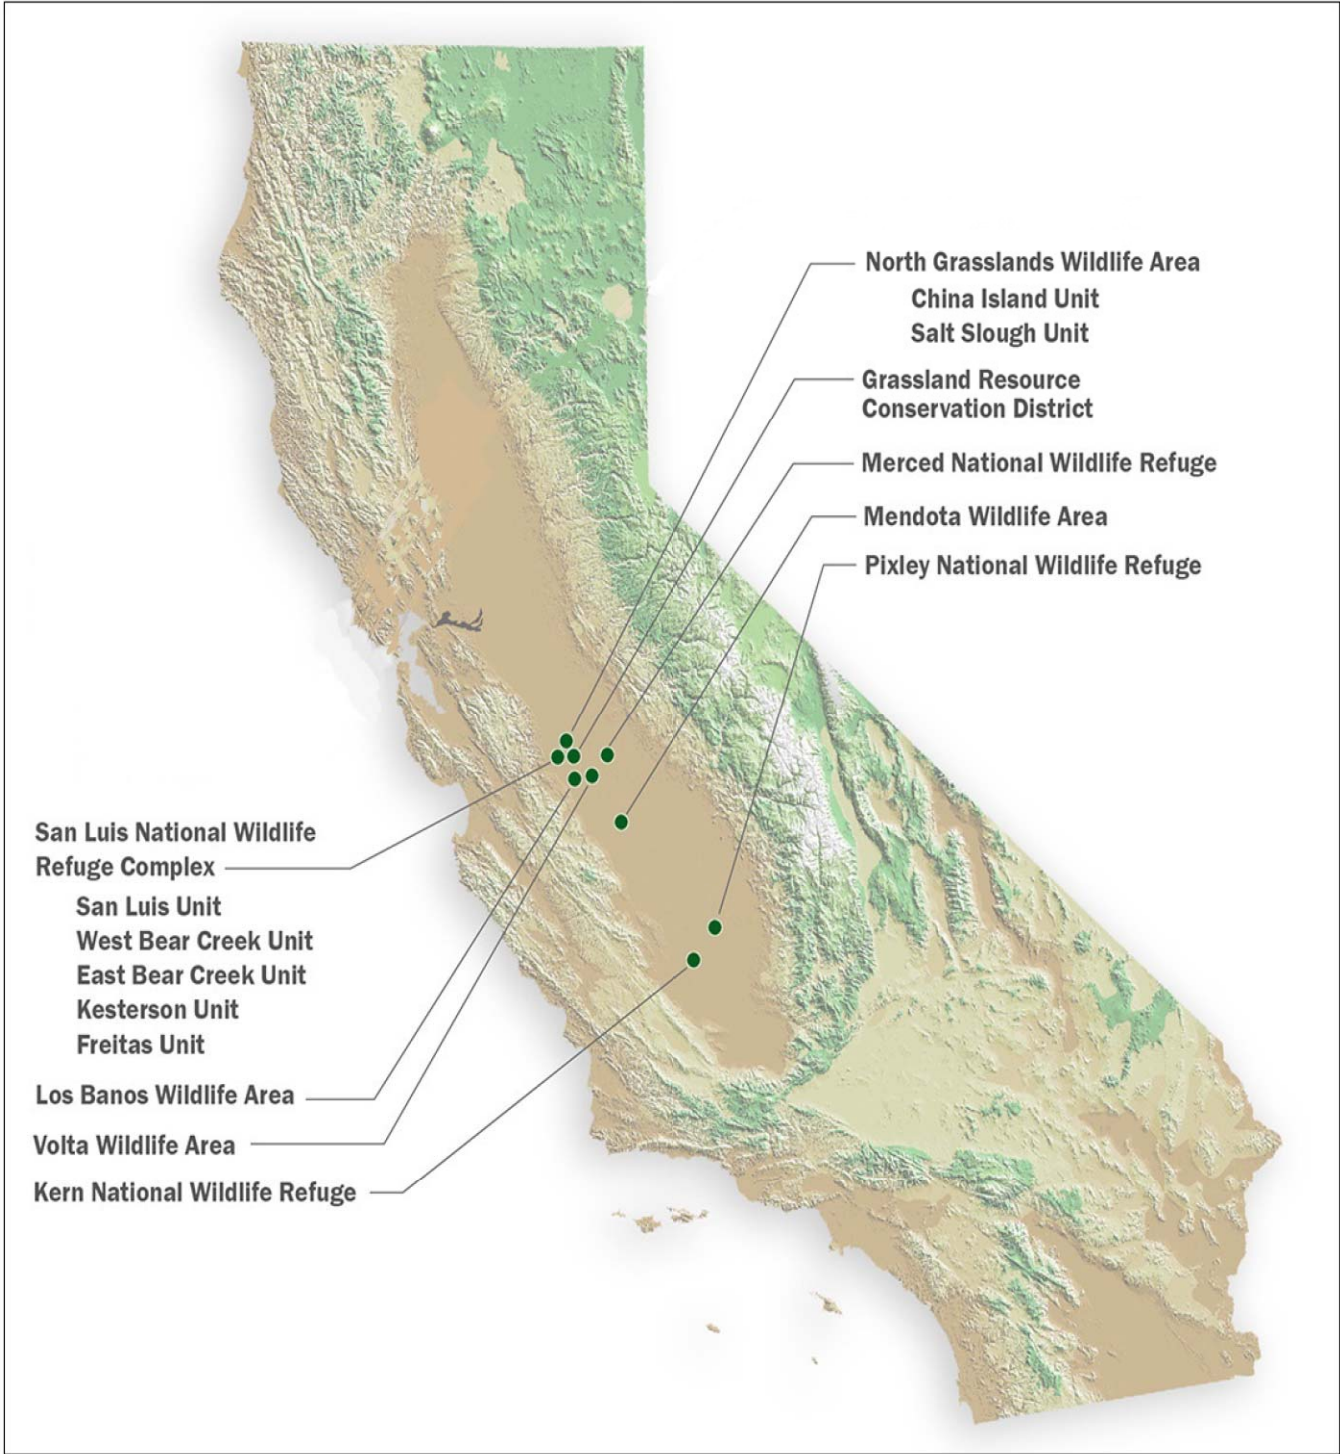 North Grasslands Wildlife Area
China Island Unit
Salt Slough Unit
Grassland Resource
Conservation District
Merced National Wildlife Refuge
Mendota Wildlife Area
Pixley National Wildlife Refuge
San Luis National Wildlife
Refuge Complex
San Luis Unit
West Bear Creek Unit
East Bear Creek Unit
Kesterson Unit
Freitas Unit
Los Banos Wildlife Area
Volta Wildlife Area
Kern National Wildlife Refuge